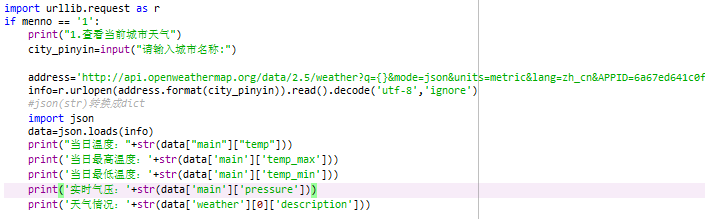 import urllib.request as r
if menno == '1':
print("1.查看当前城市天气")
city_pinyin=input("请输入城市名称:")
address='http://api.openweathermap.org/data/2.5/weather?q={}&mode=json&units=metric&lang=zh_cn&APPID=6a67ed641c0f
info=r.urlopen(address.format(city_pinyin)).read().decode('utf-8','ignore')
#json(str)转换成dict
import json
data=json.loads(info)
print("当日温度："+str(data["main"]["temp"]))
print('当日最高温度：'+str(data['main']['temp_max']))
print('当日最低温度：'+str(data['main']['temp_min']))
print('实时气压：'+str(data['main']['pressure']))
print('天气情况：'+str(data['weather'][0]['description']))